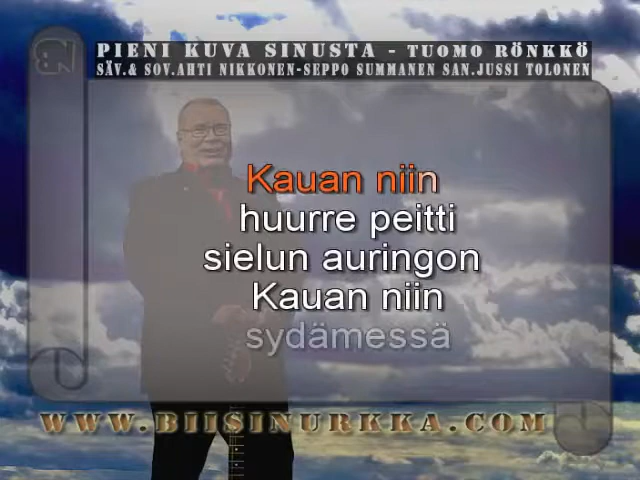 PIENI KUVA SINUSTA - TUOMO RÖNKKÖ
SÄV.& SOV.AHTI NIKKONEN-SEPPO SUMMANEN SAN.JUSSI TOLONEN
Kauan niin
huurre peitti
sielun auringon
Kauan niin
sydämessä
WWW.BIISINURKKA.COM